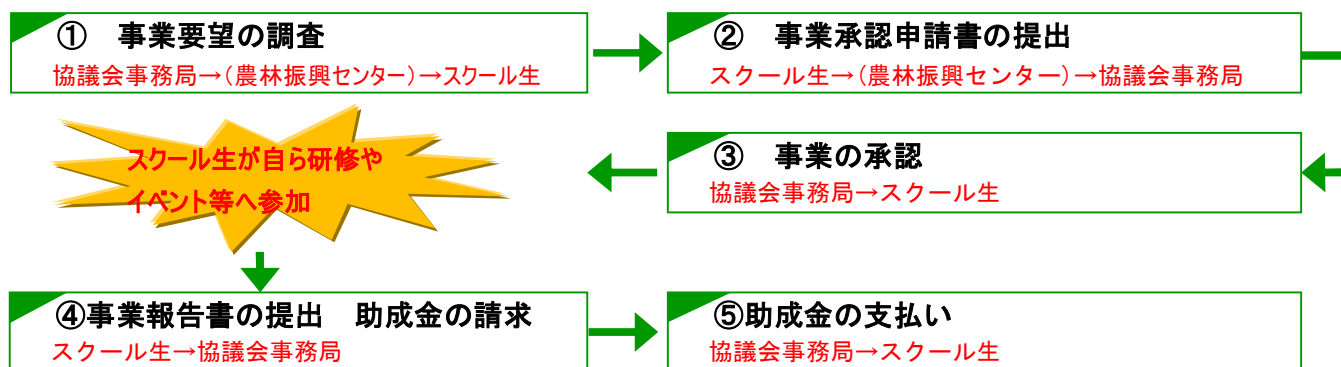 ① 事業要望の調査
協議会事務局→(農林振興センター)→スクール生
② 事業承認申請書の提出
スクール生→(農林振興センター)→協議会事務局
③ 事業の承認
協議会事務局→スクール生
スクール生が自ら研修や
イベント等へ参加
④事業報告書の提出 助成金の請求
スクール生→協議会事務局
⑤助成金の支払い
協議会事務局→スクール生